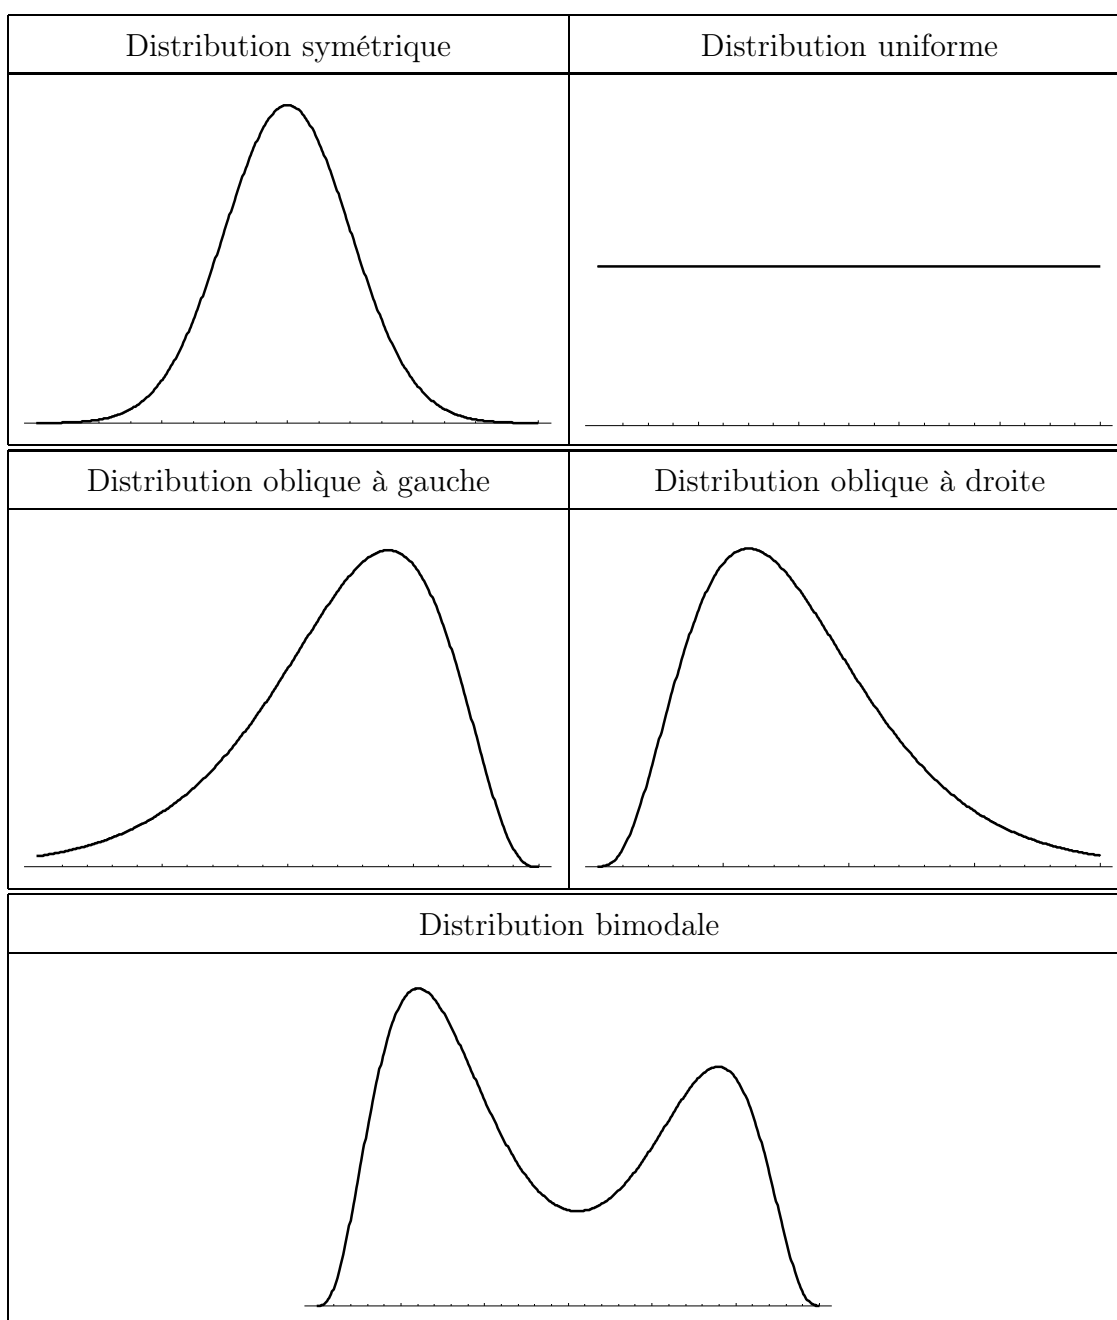 Distribution symétrique
Distribution uniforme
Distribution oblique à gauche
Distribution oblique à droite
Distribution bimodale